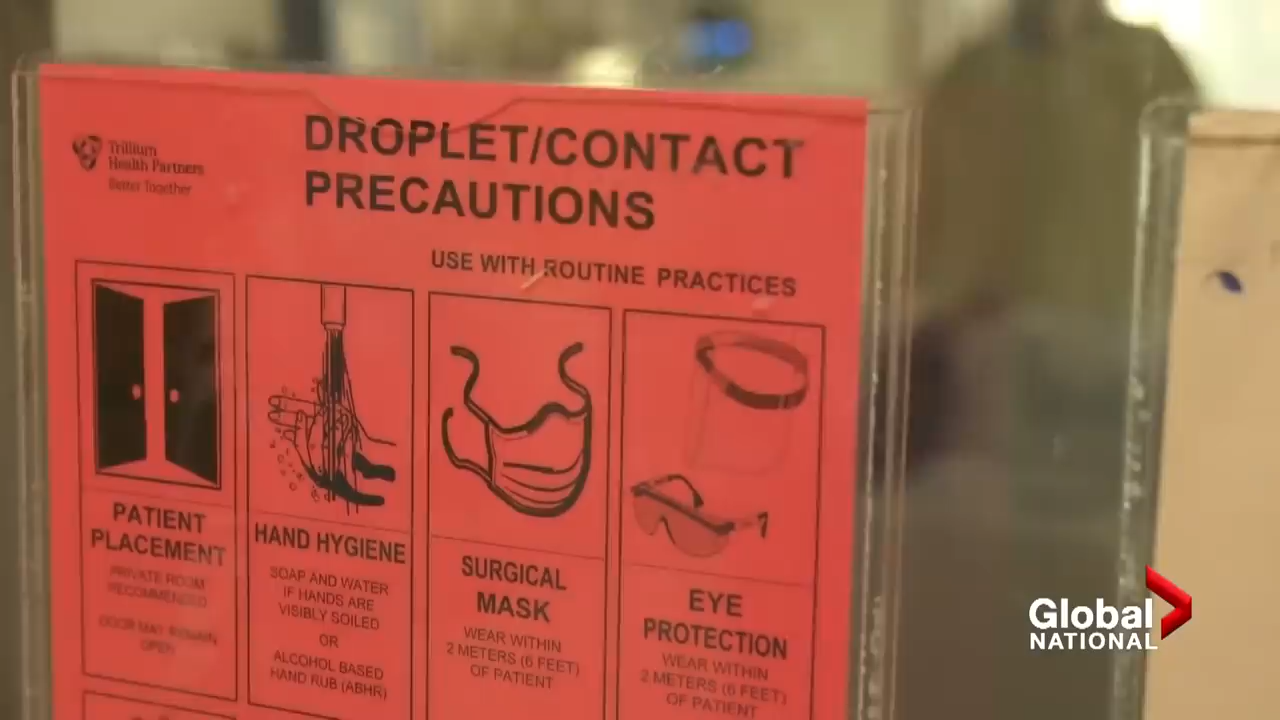 Trillium
Health Partners
Better Together
DROPLET/CONTACT
PRECAUTIONS
USE WITH ROUTINE PRACTICES
PATIENT
PLACEMENT
PRIVATE ROOM
RECOMMENDED
DOOR MAY REMAIN
OPEN
HAND HYGIENE
SOAP AND WATER
IF HANDS ARE
VISIBLY SOILED
OR
ALCOHOL BASED
HAND RUB (ABHR)
SURGICAL
MASK
WEAR WITHIN
2 METERS (6 FEET)
OF PATIENT
EYE
PROTECTION
WEAR WITHIN
2 METERS (6 FEET)
OF PATIENT
Global
NATIONAL